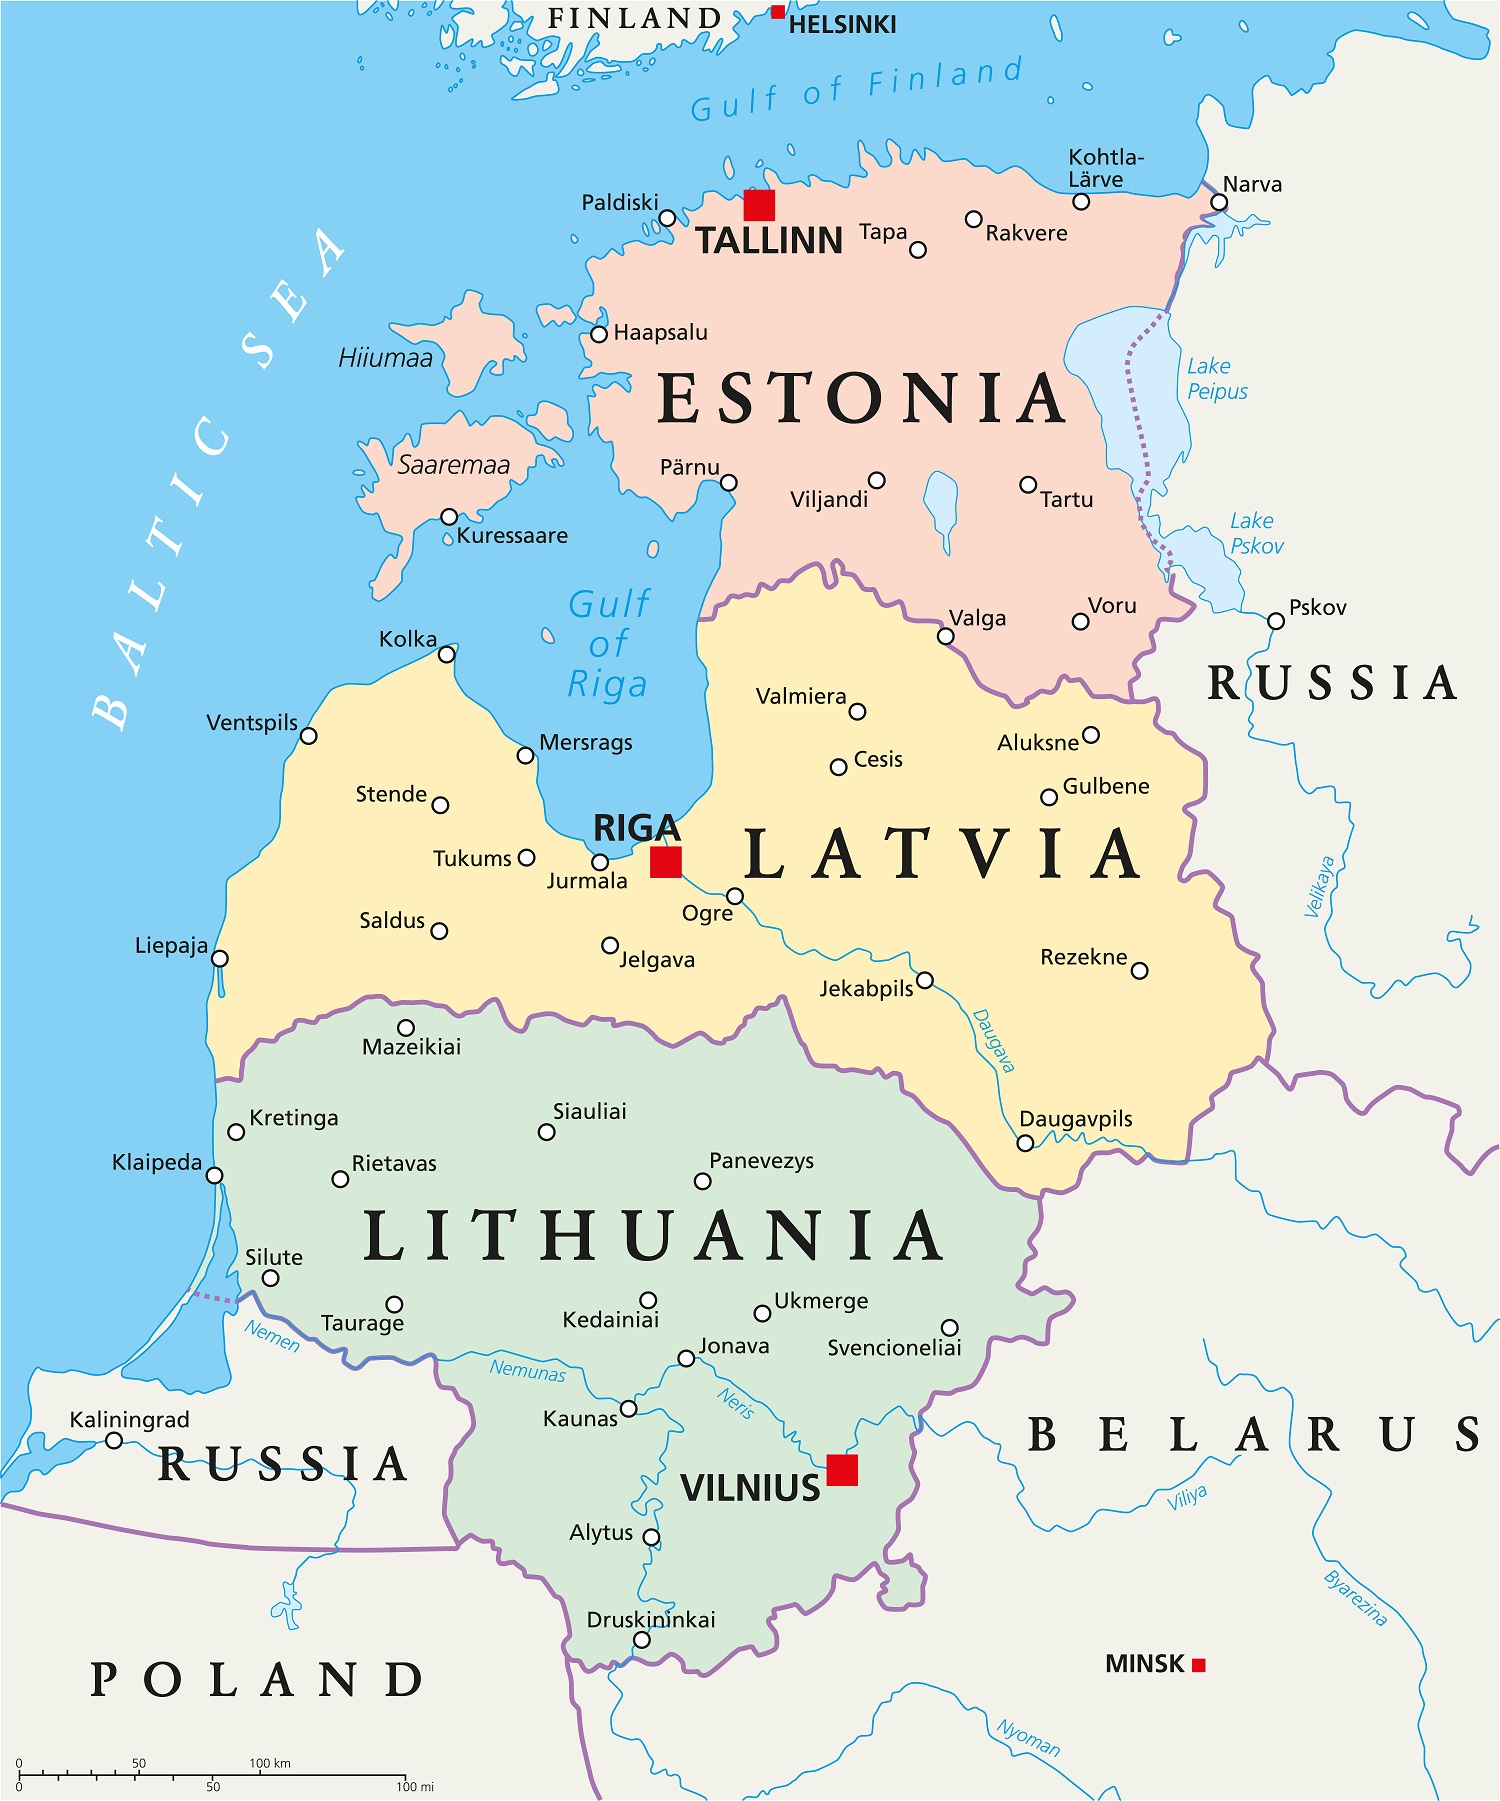 FINLAND
HELSINKI
Gulf of Finland
Kohtla-
Lärve
Narva
Paldiski
TALLINN
Tapa
Rakvere
BALTIC SEA
Hiiumaa
Haapsalu
ESTONIA
Lake
Peipus
Saaremaa
Pärnu
Viljandi
Tartu
Kuressaare
Lake
Pskov
Gulf
of
Riga
Kolka
Valga
Voru
Pskov
RUSSIA
Valmiera
Ventspils
Mersrags
Aluksne
Cesis
Stende
Gulbene
RIGA
LATVIA
Tukums
Jurmala
Velikaya
Ogre
Saldus
Liepaja
Jelgava
Rezekne
Jekabpils
Daugava
Mazeikiai
Kretinga
Siauliai
Daugavpils
Klaipeda
Rietavas
Panevezys
LITHUANIA
Silute
Taurage
Kedainiai
Ukmerge
Svencioneliai
Nemen
Jonava
Nemunas
Neris
Kaunas
Kaliningrad
RUSSIA
BELARUS
VILNIUS
Viliya
Alytus
Byarezina
Druskininkai
POLAND
MINSK
Nyoman
0 50 100 km
0 50 100 mi